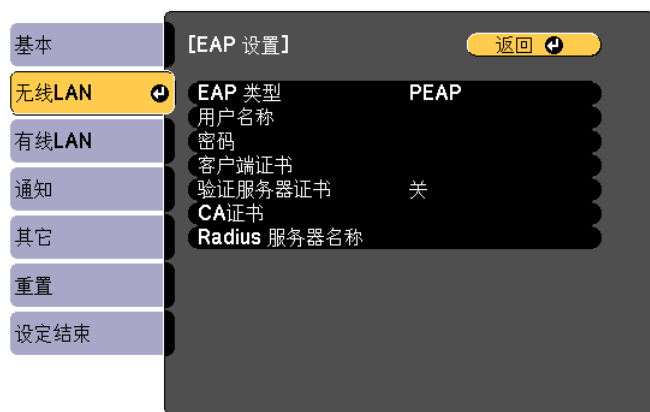 基本
无线LAN
有线LAN
通知
其它
重置
设定结束
[EAP 设置]
返回
EAP 类型 PEAP
用户名称
密码
客户端证书
验证服务器证书 关
CA证书
Radius 服务器名称